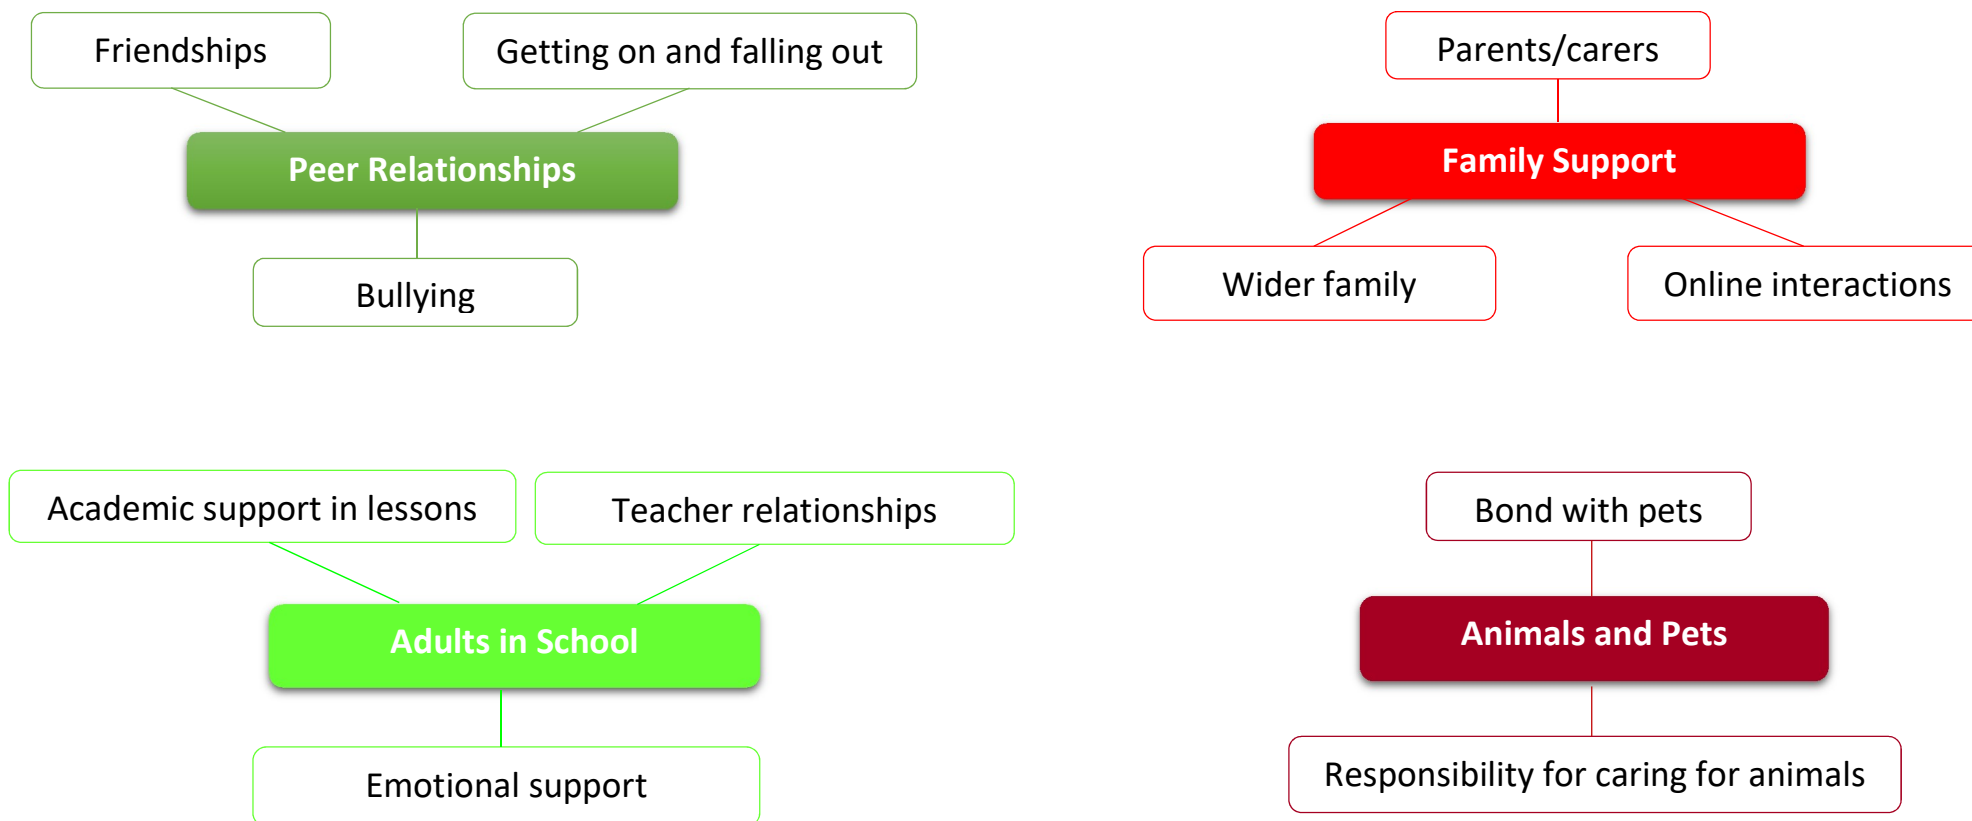 Friendships
Getting on and falling out
Peer Relationships
Bullying
Parents/carers
Family Support
Wider family
Online interactions
Academic support in lessons
Teacher relationships
Adults in School
Emotional support
Bond with pets
Animals and Pets
Responsibility for caring for animals